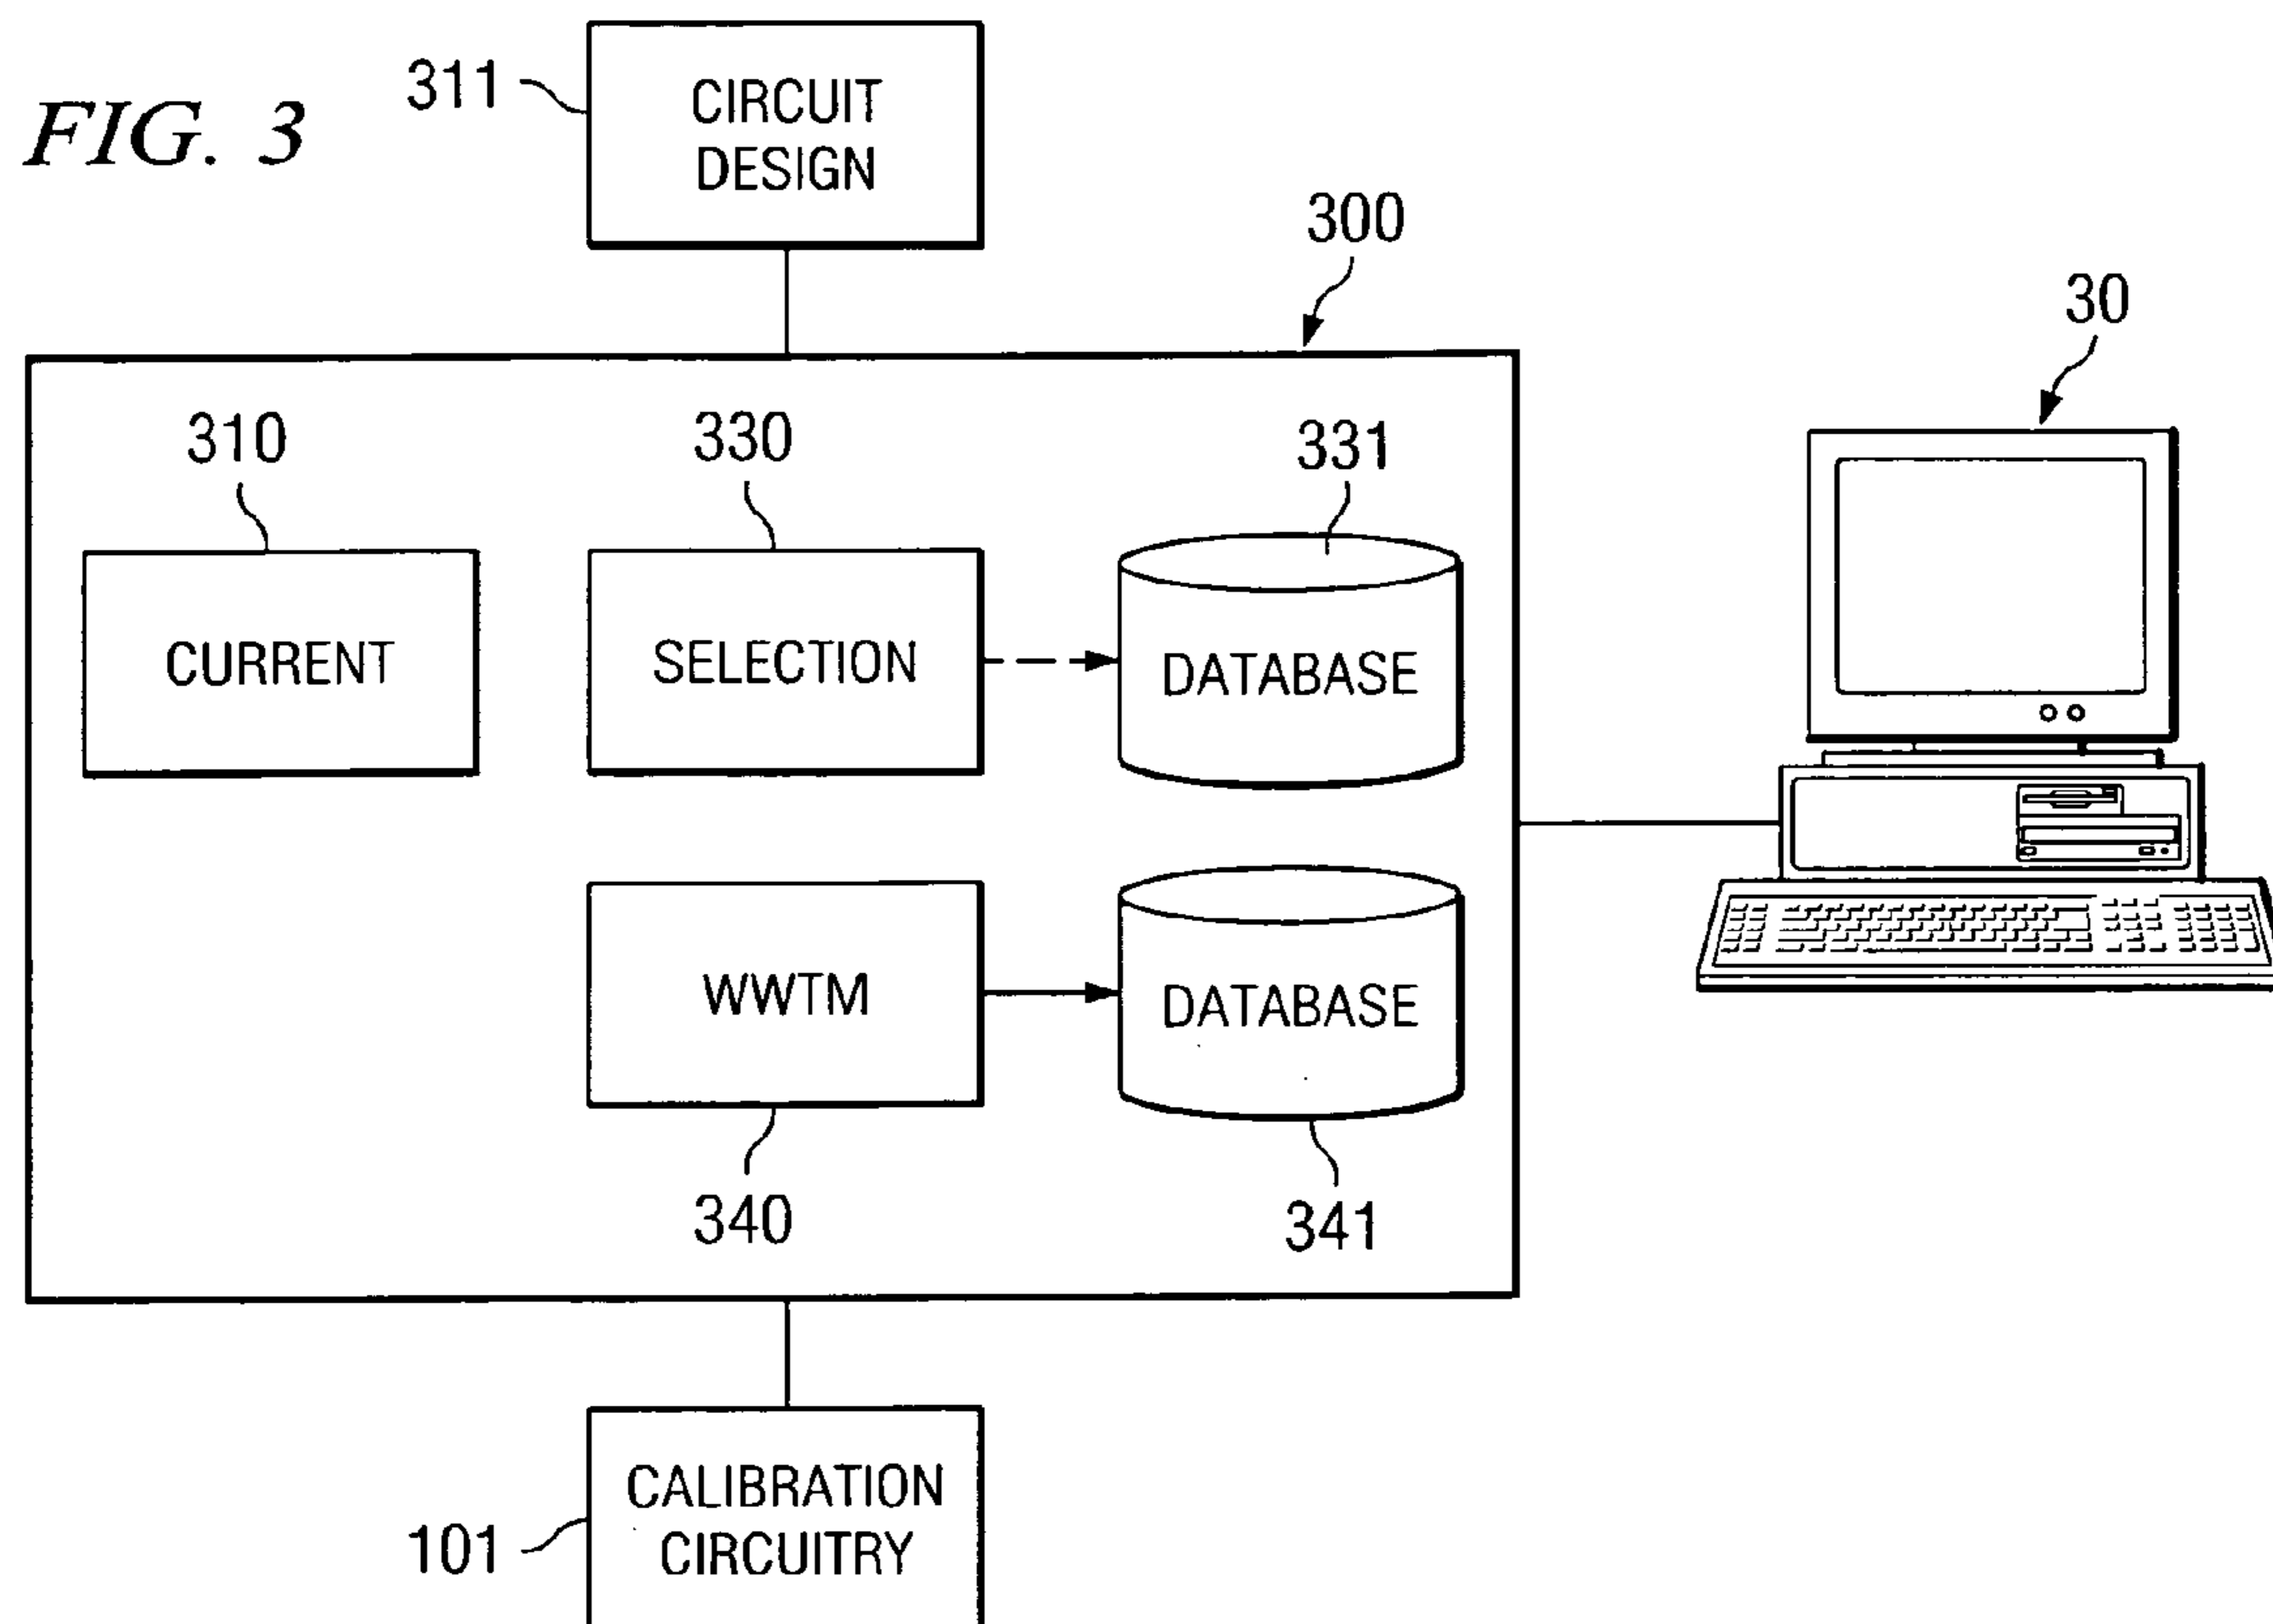 FIG. 3
311
CIRCUIT
DESIGN
300
30
310
330
331
CURRENT
SELECTION
DATABASE
WWTM
DATABASE
340
341
101
CALIBRATION
CIRCUITRY